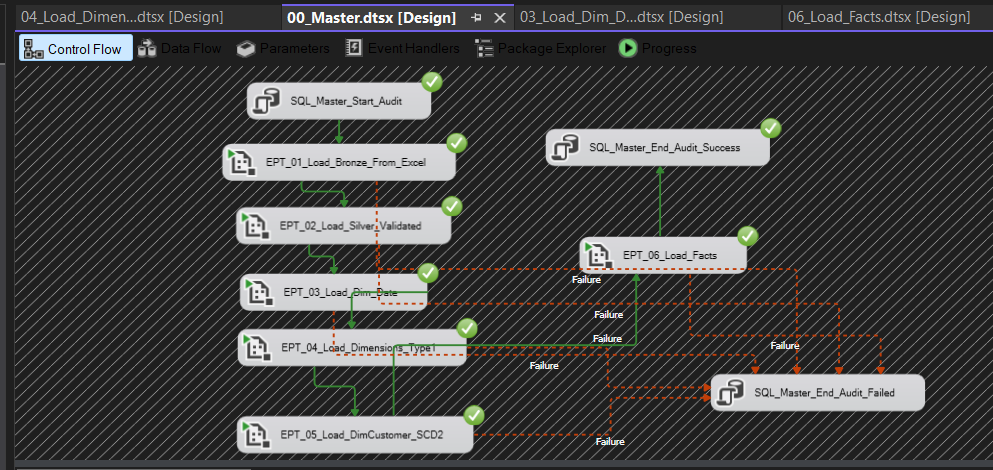 04_Load_Dimen...dtsx [Design]
00_Master.dtsx [Design]
03_Load_Dim_D...dtsx [Design]
06_Load_Facts.dtsx [Design]
Control Flow
Data Flow
Parameters
Event Handlers
Package Explorer
Progress
SQL_Master_Start_Audit
EPT_01_Load_Bronze_From_Excel
SQL_Master_End_Audit_Success
EPT_02_Load_Silver_Validated
EPT_06_Load_Facts
Failure
EPT_03_Load_Dim_Date
Failure
Failure
EPT_04_Load_Dimensions_Type1
Failure
Failure
SQL_Master_End_Audit_Failed
EPT_05_Load_DimCustomer_SCD2
Failure